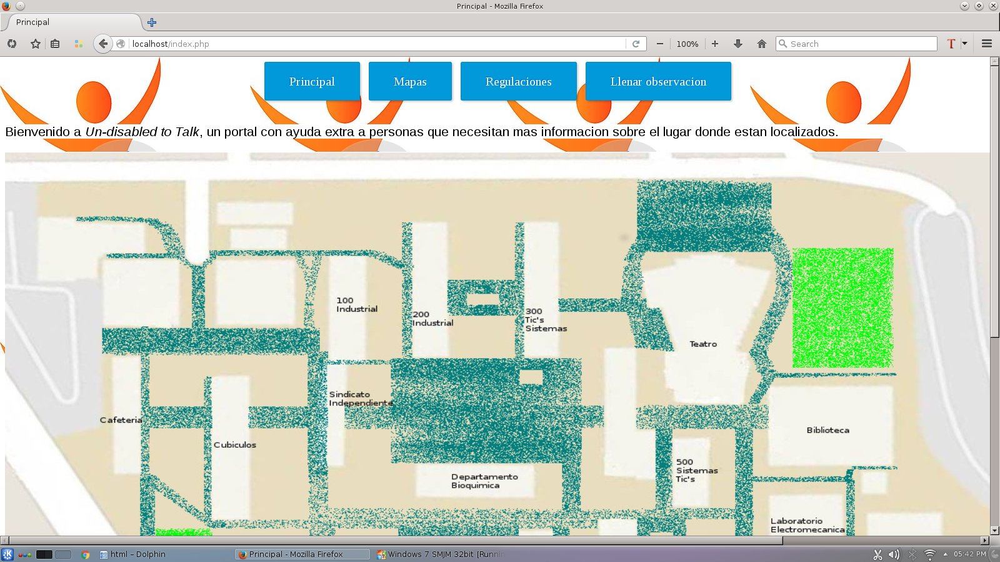 Principal - Mozilla Firefox
Principal
localhost/index.php
100%
Search
Principal
Mapas
Regulaciones
Llenar observacion
Bienvenido a Un-disabled to Talk, un portal con ayuda extra a personas que necesitan mas informacion sobre el lugar donde estan localizados.
100
Industrial
200
Industrial
300
Tic's
Sistemas
Teatro
Sindicato
Independiente
Cafeteria
Cubiculos
Biblioteca
500
Sistemas
Tic's
Departamento
Bioquimica
Laboratorio
Electromecanica
html – Dolphin
Principal - Mozilla Firefox
Windows 7 SMJM 32bit [Runnin
05:42 PM